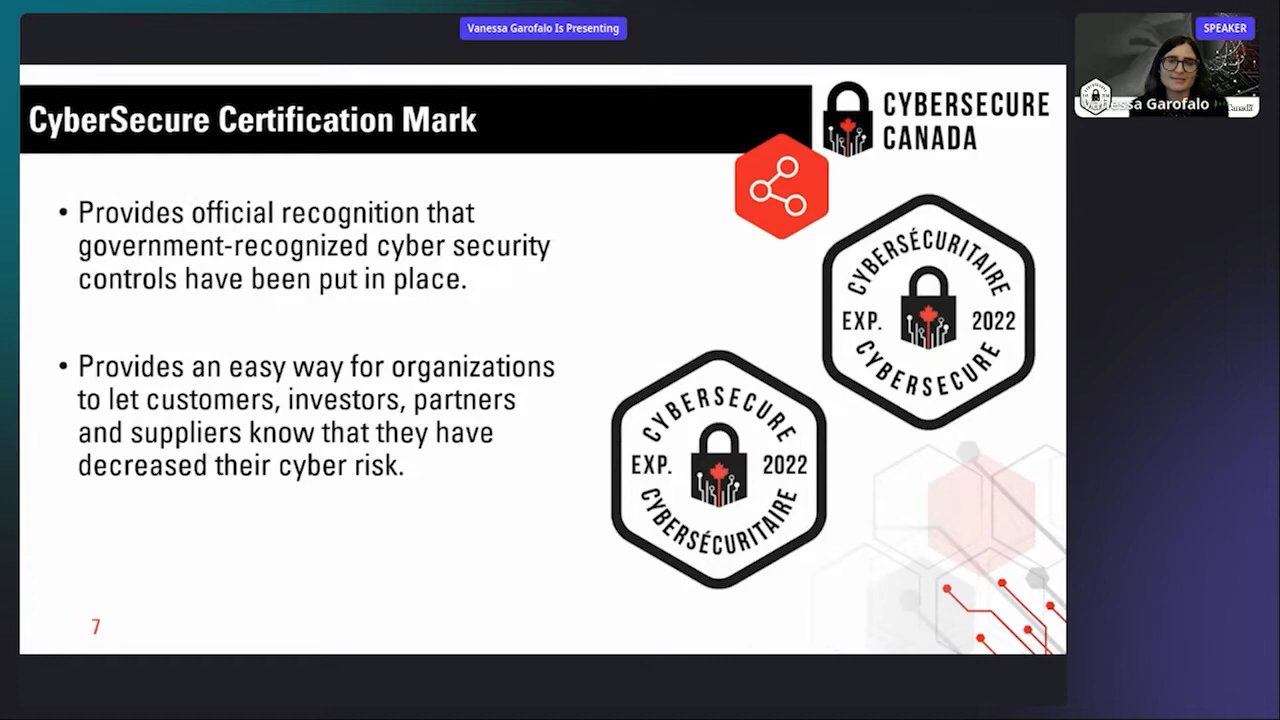 Vanessa Garofalo Is Presenting
SPEAKER
Vanessa Garofalo
Canada
CyberSecure Certification Mark
CYBERSECURE
CANADA
• Provides official recognition that
government-recognized cyber security
controls have been put in place.
• Provides an easy way for organizations
to let customers, investors, partners
and suppliers know that they have
decreased their cyber risk.
CYBERSÉCURITAIRE
EXP. 2022
CYBERSECURE
CYBERSECURE
EXP. 2022
CYBERSÉCURITAIRE
7